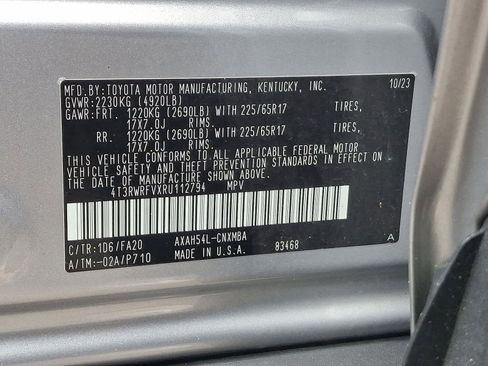 MFD.BY:TOYOTA MOTOR MANUFACTURING, KENTUCKY, INC. 10/23
GVWR:2230KG (4920LB)
GAWR:FRT. 1220KG (2690LB) WITH 225/65R17 TIRES,
17X7.0J RIMS.
RR. 1220KG (2690LB) WITH 225/65R17 TIRES,
17X7.0J RIMS.
THIS VEHICLE CONFORMS TO ALL APPLICABLE FEDERAL MOTOR
VEHICLE SAFETY AND THEFT PREVENTION STANDARDS IN EFFECT ON
THE DATE OF MANUFACTURE SHOWN ABOVE.
4T3RWRFVXRU112794 MPV
C/TR:1D6/FA20 AXAH54L-CNXMBA A
A/TM:-02A/P710 MADE IN U.S.A. 83468